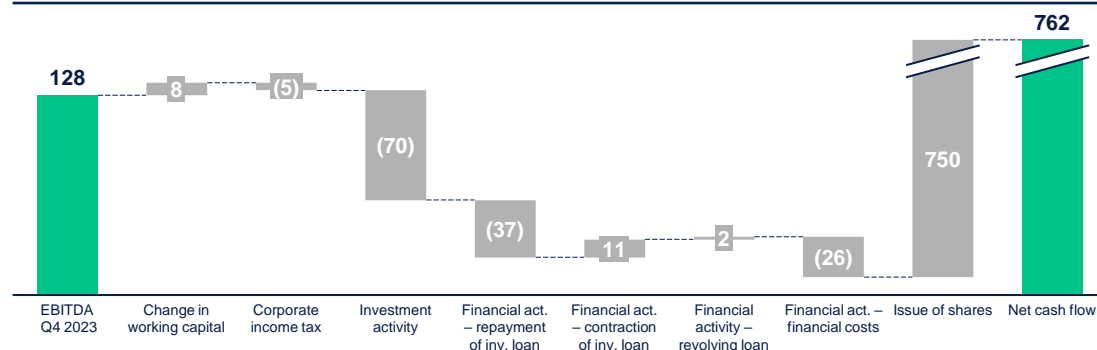 762
128
8
(5)
(70)
750
(37)
11
2
(26)
EBITDA
Q4 2023
Change in
working capital
Corporate
income tax
Investment
activity
Financial act.
– repayment
of inv. loan
Financial act.
– contraction
of inv. loan
Financial
activity –
revolving loan
Financial act. –
financial costs
Issue of shares
Net cash flow